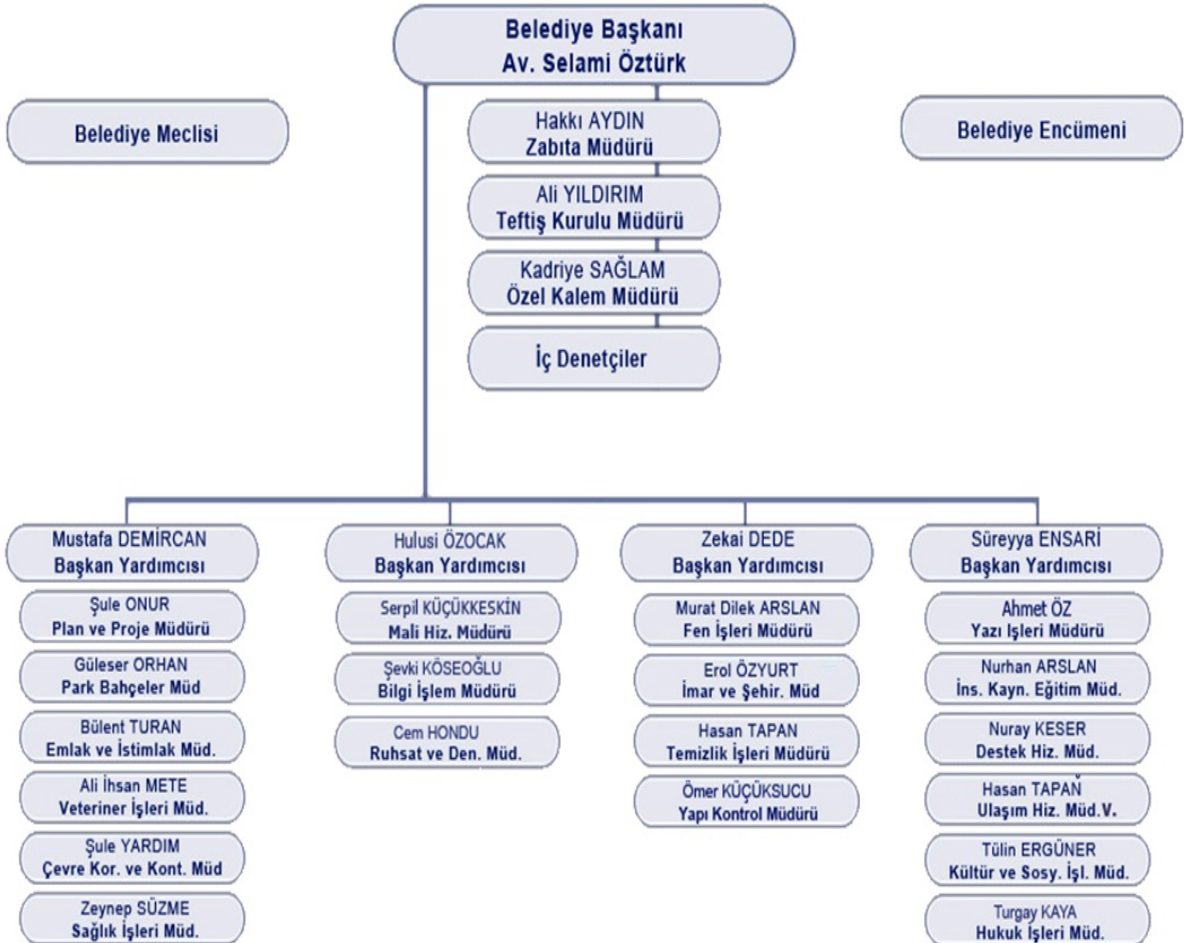 Belediye Başkanı
Av. Selami Öztürk
Belediye Meclisi
Belediye Encümeni
Hakkı AYDIN
Zabıta Müdürü
Ali YILDIRIM
Teftiş Kurulu Müdürü
Kadriye SAĞLAM
Özel Kalem Müdürü
İç Denetçiler
Mustafa DEMİRCAN
Başkan Yardımcısı
Şule ONUR
Plan ve Proje Müdürü
Güleser ORHAN
Park Bahçeler Müd
Bülent TURAN
Emlak ve İstimlak Müd.
Ali İhsan METE
Veteriner İşleri Müd.
Şule YARDIM
Çevre Kor. ve Kont. Müd
Zeynep SÜZME
Sağlık İşleri Müd.
Hulusi ÖZOCAK
Başkan Yardımcısı
Serpil KÜÇÜKKESKİN
Mali Hiz. Müdürü
Şevki KÖSEOĞLU
Bilgi İşlem Müdürü
Cem HONDU
Ruhsat ve Den. Müd.
Zekai DEDE
Başkan Yardımcısı
Murat Dilek ARSLAN
Fen İşleri Müdürü
Erol ÖZYURT
İmar ve Şehir. Müd
Hasan TAPAN
Temizlik İşleri Müdürü
Ömer KÜÇÜKSUCU
Yapı Kontrol Müdürü
Süreyya ENSARİ
Başkan Yardımcısı
Ahmet ÖZ
Yazı Işleri Müdürü
Nurhan ARSLAN
İns. Kayn. Eğitim Müd.
Nuray KESER
Destek Hiz. Müd.
Hasan TAPAN
Ulaşım Hiz. Müd.V.
Tülin ERGÜNER
Kültür ve Sosy. İşl. Müd.
Turgay KAYA
Hukuk İşleri Müd.